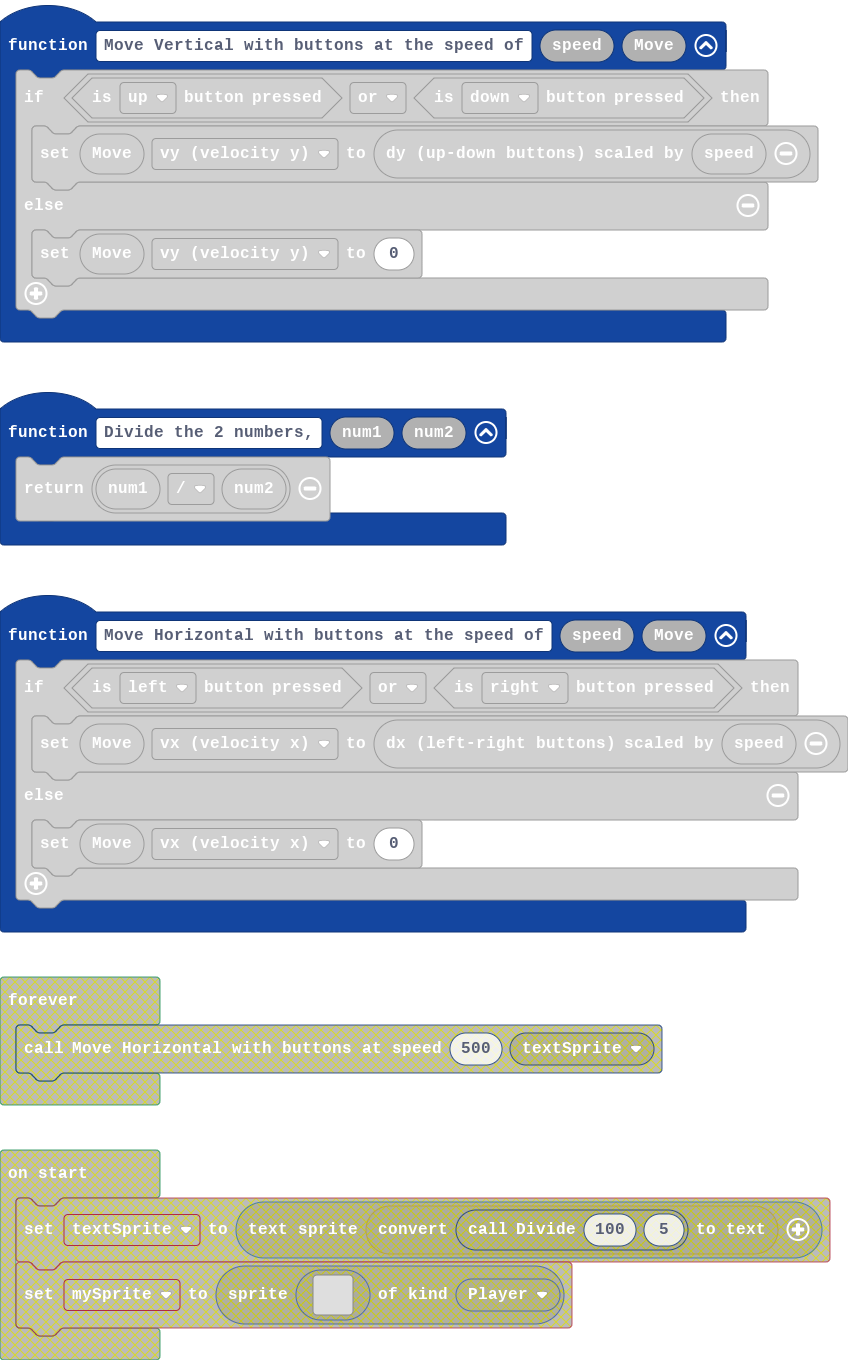 function Move Vertical with buttons at the speed of speed Move
if is up button pressed or is down button pressed then
set Move vy (velocity y) to dy (up-down buttons) scaled by speed
else
set Move vy (velocity y) to 0
function Divide the 2 numbers, num1 num2
return num1 / num2
function Move Horizontal with buttons at the speed of speed Move
if is left button pressed or is right button pressed then
set Move vx (velocity x) to dx (left-right buttons) scaled by speed
else
set Move vx (velocity x) to 0
forever
call Move Horizontal with buttons at speed 500 textSprite
on start
set textSprite to text sprite convert call Divide 100 5 to text
set mySprite to sprite of kind Player